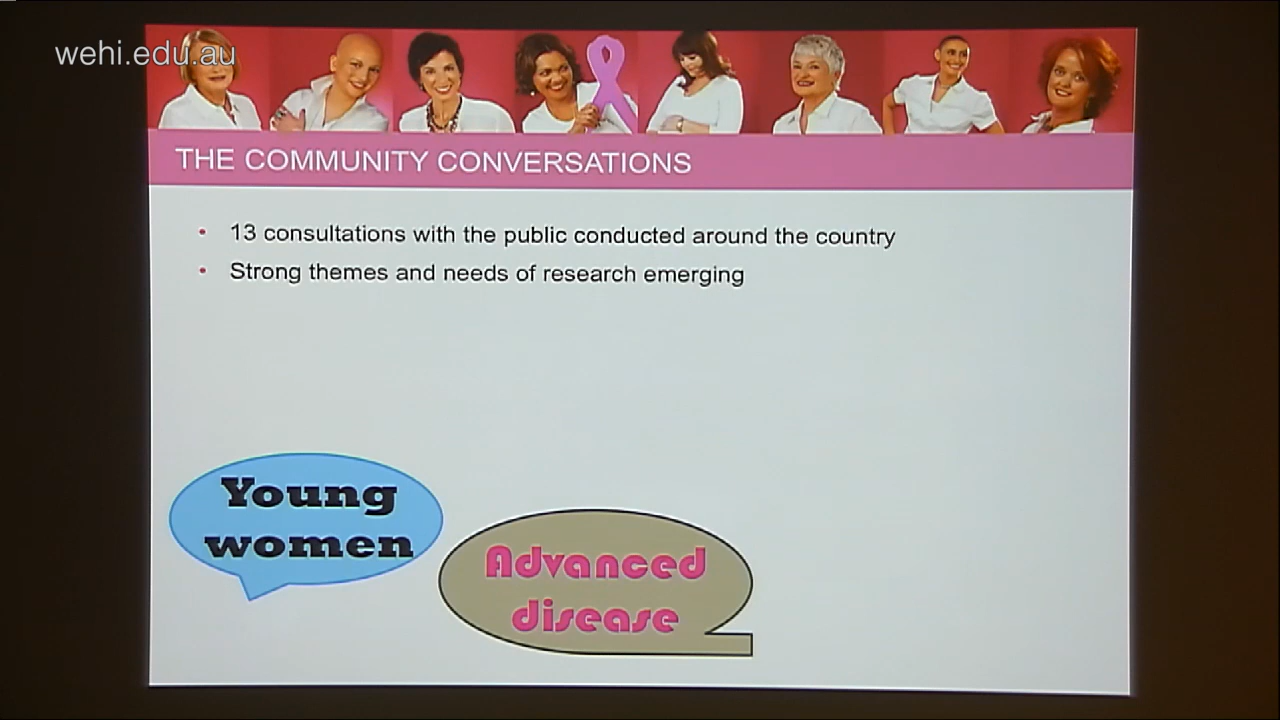 wehi.edu.au
THE COMMUNITY CONVERSATIONS
• 13 consultations with the public conducted around the country
• Strong themes and needs of research emerging
Young
women
Advanced
disease